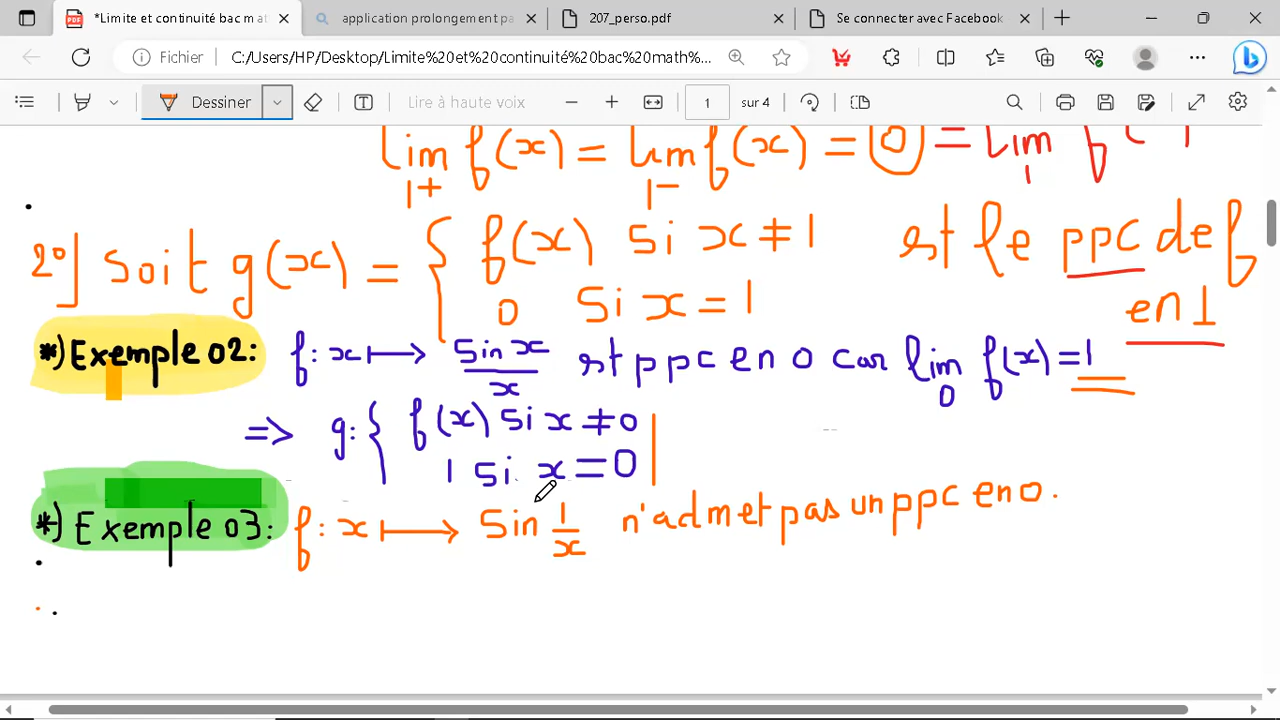 *Limite et continuité bac mat
application prolongement pa
207_perso.pdf
Se connecter avec Facebook
Fichier C:/Users/HP/Desktop/Limite%20et%20continuité%20bac%20math%...
Dessiner
Lire à haute voix
1 sur 4
lim f(x) = lim f(x) = 0 = lim f(
1+ 1- 1
2°] Soit g(x) = { f(x) si x ≠ 1 est le ppc de f
0 si x = 1 en 1
*) Exemple 02: f: x ⟼ sin x / x est ppc en 0 car lim f(x) = 1
0
=> g: { f(x) si x ≠ 0
1 si x = 0
*) Exemple 03: f: x ⟼ Sin 1/x n'admet pas un ppc en 0.